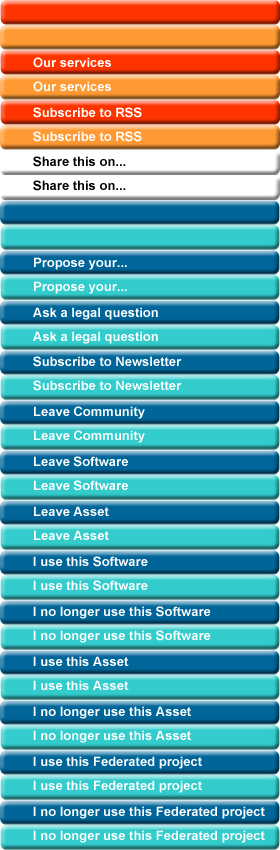 Our services
Our services
Subscribe to RSS
Subscribe to RSS
Share this on...
Share this on...
Propose your...
Propose your...
Ask a legal question
Ask a legal question
Subscribe to Newsletter
Subscribe to Newsletter
Leave Community
Leave Community
Leave Software
Leave Software
Leave Asset
Leave Asset
I use this Software
I use this Software
I no longer use this Software
I no longer use this Software
I use this Asset
I use this Asset
I no longer use this Asset
I no longer use this Asset
I use this Federated project
I use this Federated project
I no longer use this Federated project
I no longer use this Federated project